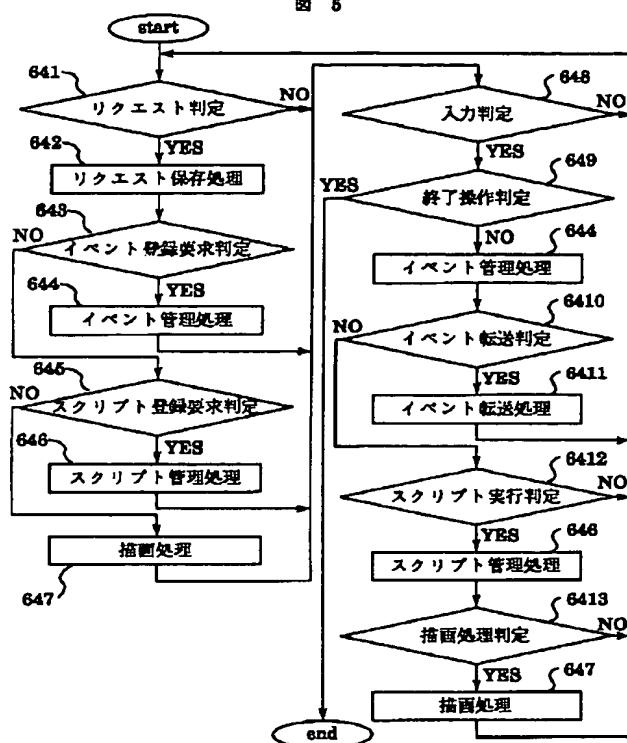 図 5
start
641
リクエスト判定
NO
YES
642
リクエスト保存処理
643
NO
イベント登録要求判定
YES
644
イベント管理処理
645
NO
スクリプト登録要求判定
YES
646
スクリプト管理処理
描画処理
647
648
入力判定
NO
YES
649
YES
終了操作判定
NO
644
イベント管理処理
6410
NO
イベント転送判定
YES
6411
イベント転送処理
6412
スクリプト実行判定
NO
YES
646
スクリプト管理処理
6413
描画処理判定
NO
YES
647
描画処理
end